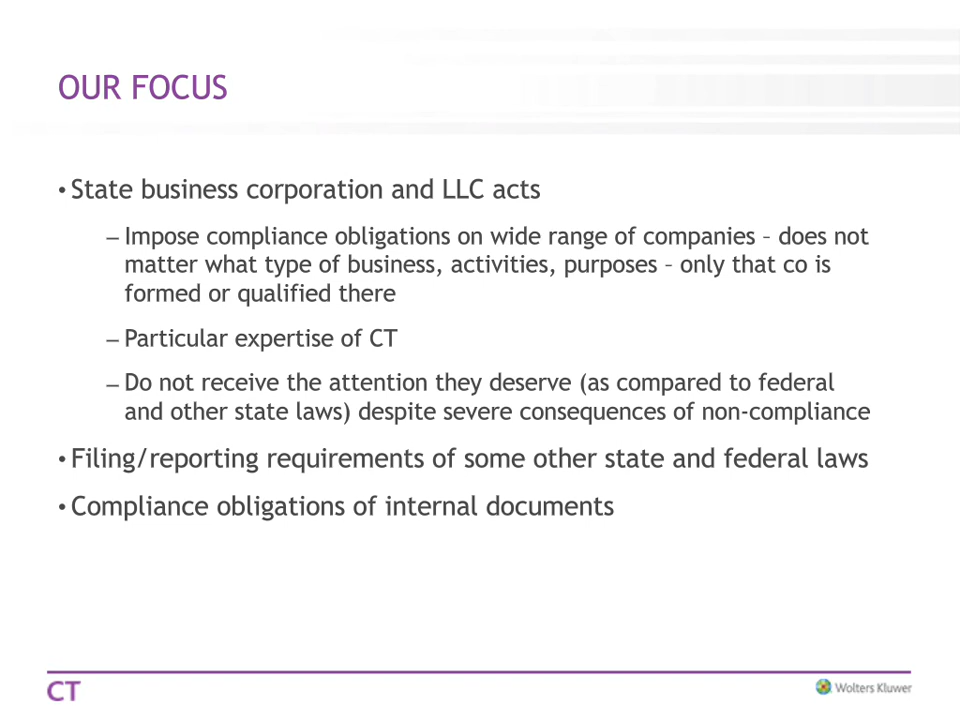 OUR FOCUS
• State business corporation and LLC acts
– Impose compliance obligations on wide range of companies – does not
matter what type of business, activities, purposes – only that co is
formed or qualified there
– Particular expertise of CT
– Do not receive the attention they deserve (as compared to federal
and other state laws) despite severe consequences of non-compliance
• Filing/reporting requirements of some other state and federal laws
• Compliance obligations of internal documents
CT
Wolters Kluwer